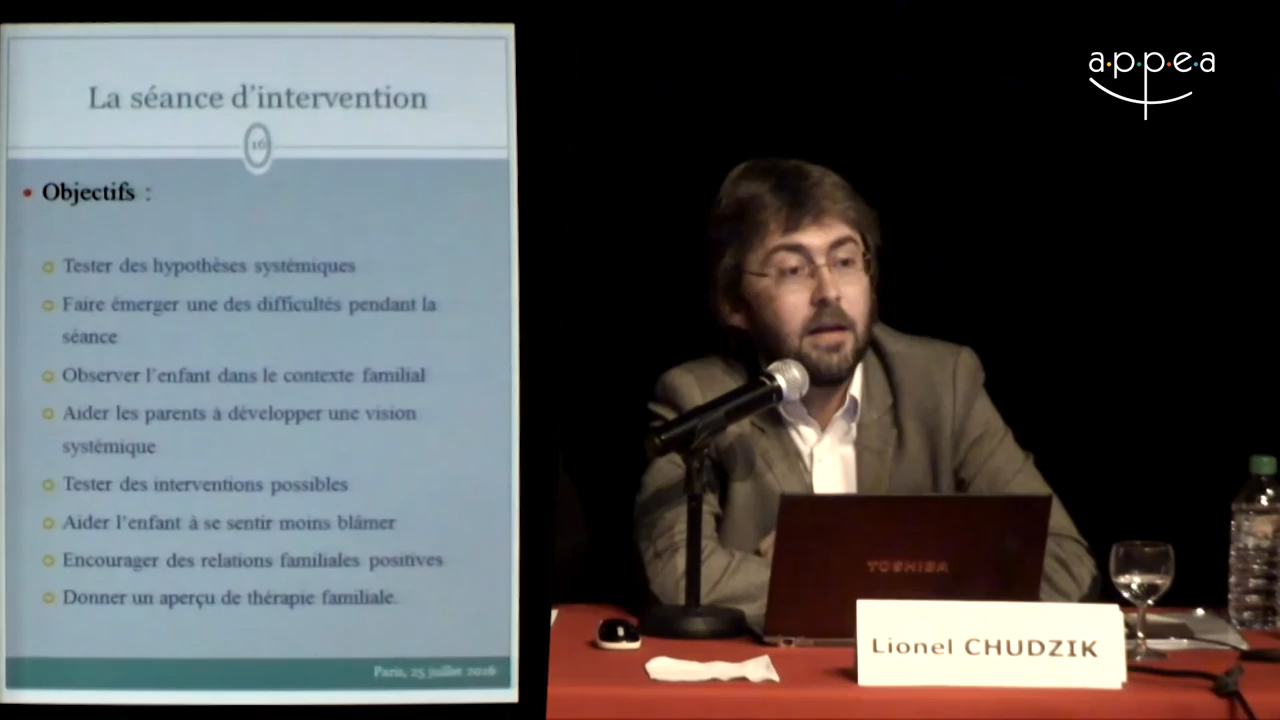 La séance d'intervention
16
Objectifs :
Tester des hypothèses systémiques
Faire émerger une des difficultés pendant la
séance
Observer l'enfant dans le contexte familial
Aider les parents à développer une vision
systémique
Tester des interventions possibles
Aider l'enfant à se sentir moins blâmer
Encourager des relations familiales positives
Donner un aperçu de thérapie familiale.
Paris, 25 juillet 2016
a·p·p·e·a
TOSHIBA
Lionel CHUDZIK